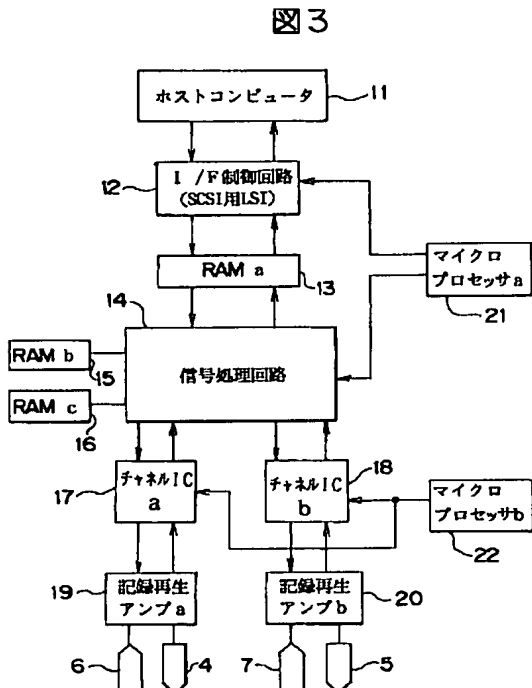 図3
ホストコンピュータ
11
I/F制御回路
(SCSI用LSI)
12
RAM a
13
マイクロ
プロセッサa
21
14
信号処理回路
RAM b
15
RAM c
16
チャネルIC
a
17
チャネルIC
b
18
マイクロ
プロセッサb
22
記録再生
アンプa
19
記録再生
アンプb
20
6
4
7
5